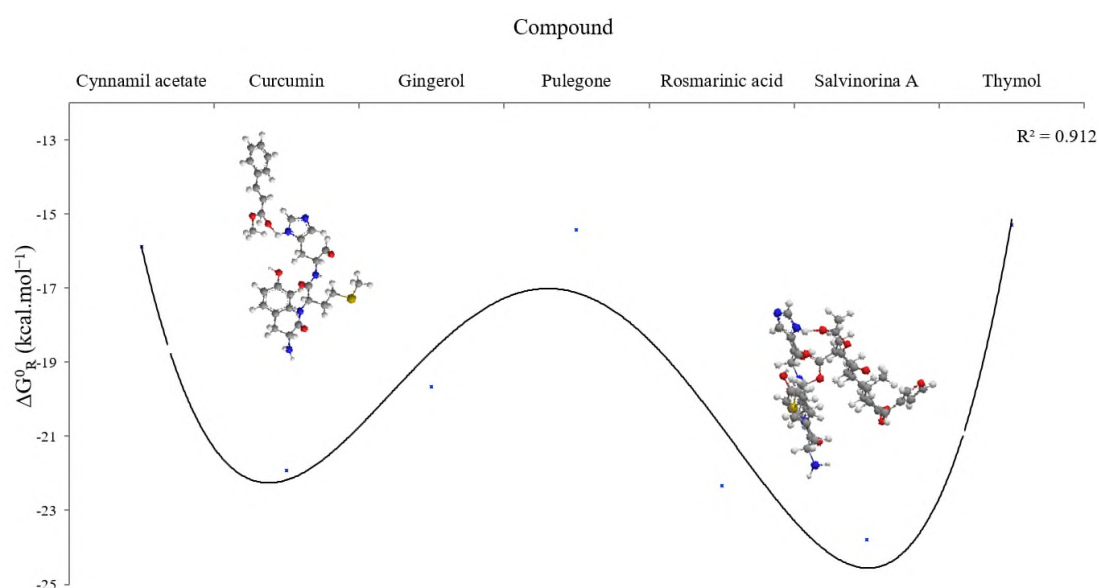 Compound
Cynnamil acetate Curcumin Gingerol Pulegone Rosmarinic acid Salvinorina A Thymol
R² = 0.912
ΔG⁰_R (kcal.mol⁻¹)
-13
-15
-17
-19
-21
-23
-25